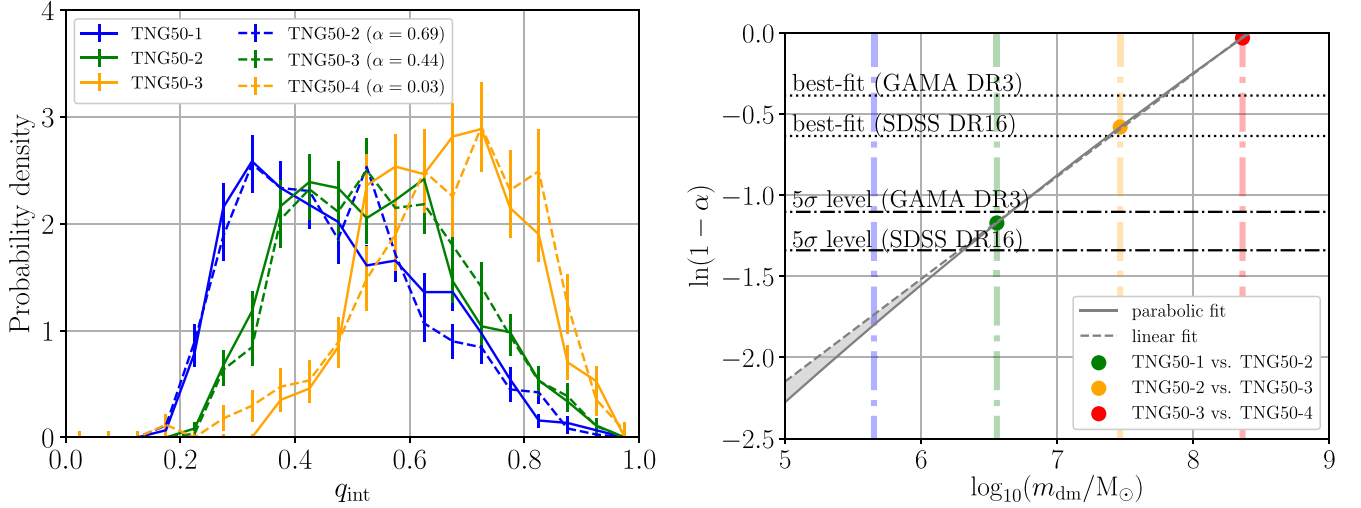 4
3
2
1
0
Probability density
TNG50-1
TNG50-2
TNG50-3
TNG50-2 (α = 0.69)
TNG50-3 (α = 0.44)
TNG50-4 (α = 0.03)
0.0 0.2 0.4 0.6 0.8 1.0
q_int
0.0
−0.5
−1.0
−1.5
−2.0
−2.5
ln(1 − α)
best-fit (GAMA DR3)
best-fit (SDSS DR16)
5σ level (GAMA DR3)
5σ level (SDSS DR16)
parabolic fit
linear fit
TNG50-1 vs. TNG50-2
TNG50-2 vs. TNG50-3
TNG50-3 vs. TNG50-4
5 6 7 8 9
log₁₀(m_dm/M_⊙)